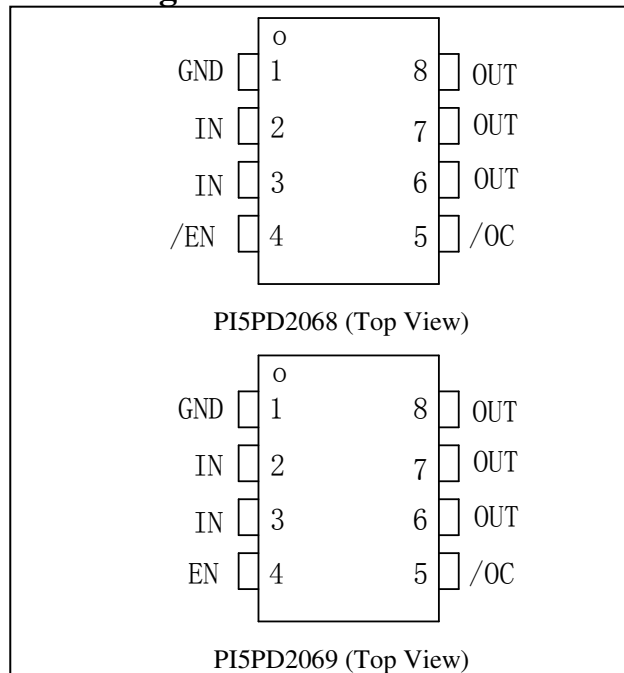 o
GND 1 8 OUT
IN 2 7 OUT
IN 3 6 OUT
/EN 4 5 /OC
PI5PD2068 (Top View)
o
GND 1 8 OUT
IN 2 7 OUT
IN 3 6 OUT
EN 4 5 /OC
PI5PD2069 (Top View)